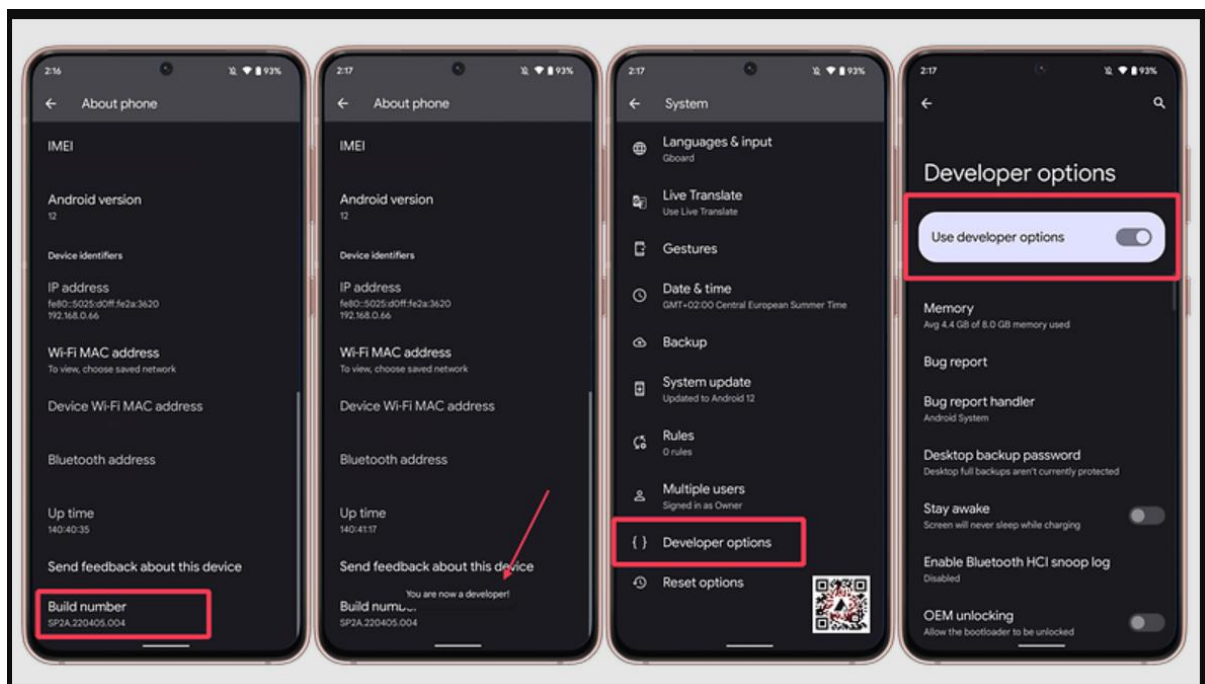 2:16
93%
About phone
IMEI
Android version
12
Device identifiers
IP address
fe80::5025:d0ff:fe2a:3620
192.168.0.66
Wi-Fi MAC address
To view, choose saved network
Device Wi-Fi MAC address
Bluetooth address
Up time
140:40:35
Send feedback about this device
Build number
SP2A.220405.004
2:17
93%
About phone
IMEI
Android version
12
Device identifiers
IP address
fe80::5025:d0ff:fe2a:3620
192.168.0.66
Wi-Fi MAC address
To view, choose saved network
Device Wi-Fi MAC address
Bluetooth address
Up time
140:41:17
Send feedback about this device
You are now a developer!
Build num
SP2A.220405.004
2:17
93%
System
Languages & input
Gboard
Live Translate
Use Live Translate
Gestures
Date & time
GMT+02:00 Central European Summer Time
Backup
System update
Updated to Android 12
Rules
0 rules
Multiple users
Signed in as Owner
{ } Developer options
Reset options
2:17
93%
Developer options
Use developer options
Memory
Avg 4.4 GB of 8.0 GB memory used
Bug report
Bug report handler
Android System
Desktop backup password
Desktop full backups aren't currently protected
Stay awake
Screen will never sleep while charging
Enable Bluetooth HCI snoop log
Disabled
OEM unlocking
Allow the bootloader to be unlocked